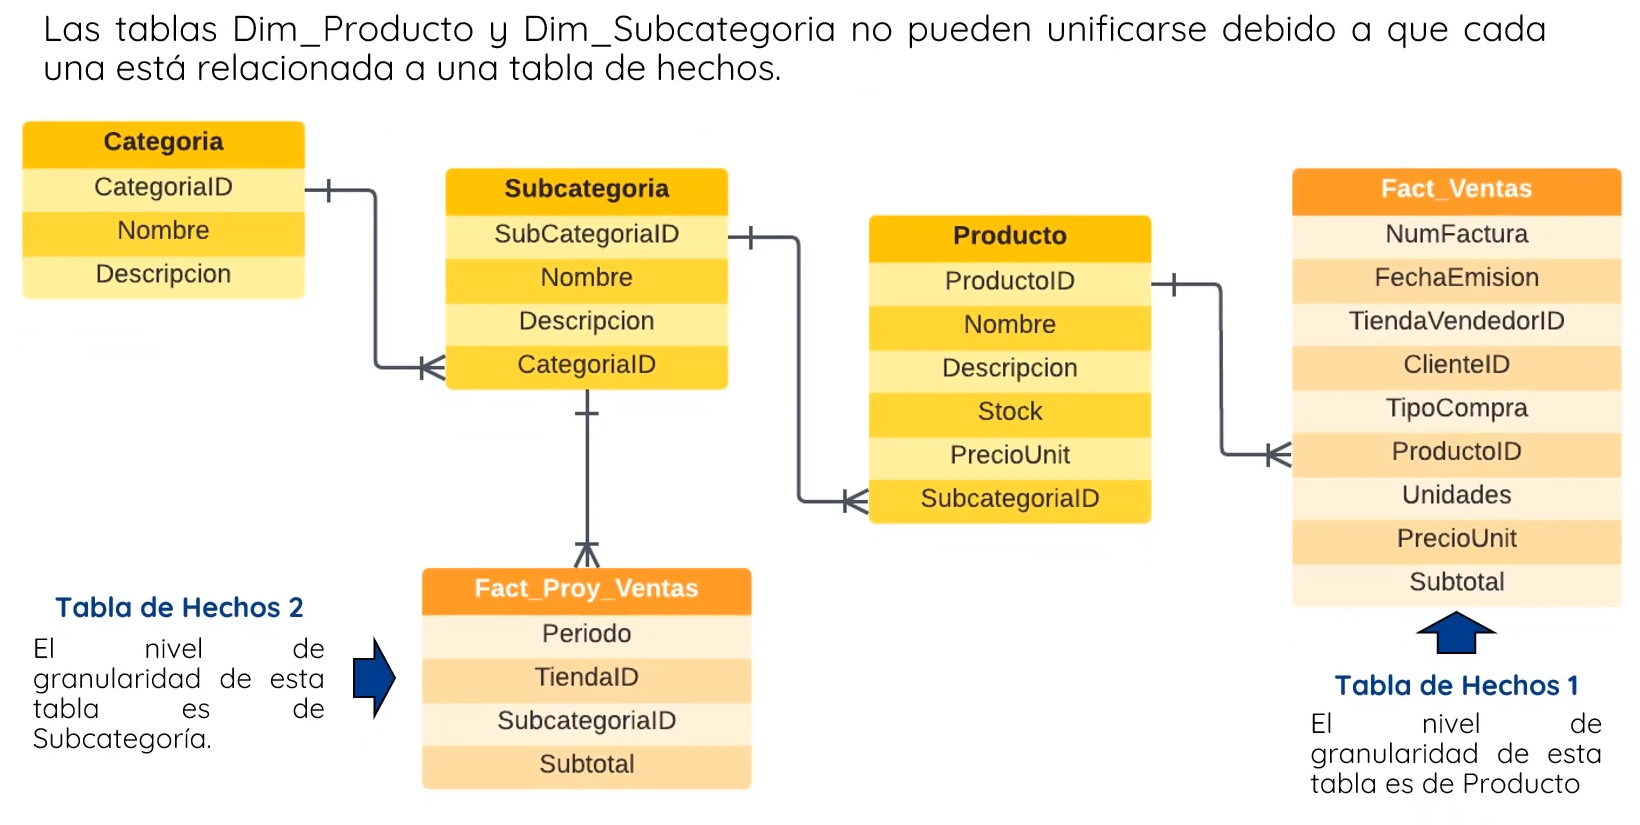 Las tablas Dim_Producto y Dim_Subcategoria no pueden unificarse debido a que cada
una está relacionada a una tabla de hechos.
Categoria
CategoriaID
Nombre
Descripcion
Subcategoria
SubCategoriaID
Nombre
Descripcion
CategoriaID
Producto
ProductoID
Nombre
Descripcion
Stock
PrecioUnit
SubcategoriaID
Fact_Ventas
NumFactura
FechaEmision
TiendaVendedorID
ClienteID
TipoCompra
ProductoID
Unidades
PrecioUnit
Subtotal
Tabla de Hechos 2
El nivel de
granularidad de esta
tabla es de
Subcategoría.
Fact_Proy_Ventas
Periodo
TiendaID
SubcategoriaID
Subtotal
Tabla de Hechos 1
El nivel de
granularidad de esta
tabla es de Producto